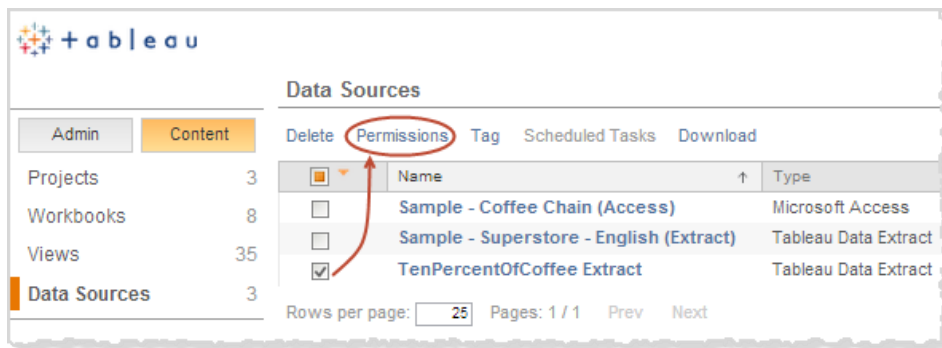 + a b l e a u
Data Sources
Admin Content
Delete Permissions Tag Scheduled Tasks Download
Name ↑ Type
Projects 3
Sample - Coffee Chain (Access) Microsoft Access
Workbooks 8
Sample - Superstore - English (Extract) Tableau Data Extract
Views 35
TenPercentOfCoffee Extract Tableau Data Extract
Data Sources 3
Rows per page: 25 Pages: 1 / 1 Prev Next